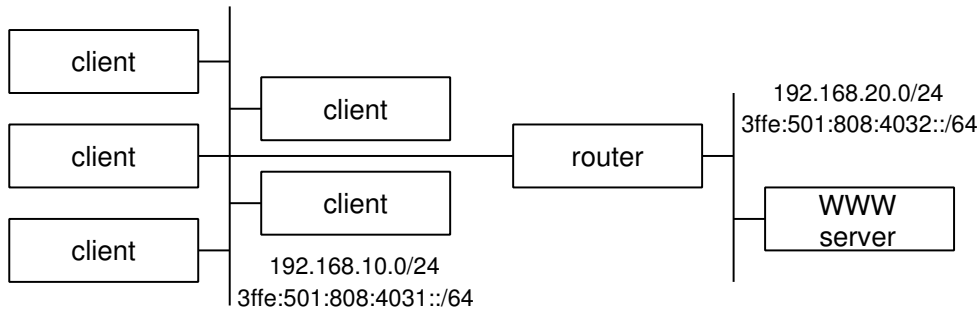 client
client
client
client
client
192.168.10.0/24
3ffe:501:808:4031::/64
router
192.168.20.0/24
3ffe:501:808:4032::/64
WWW
server